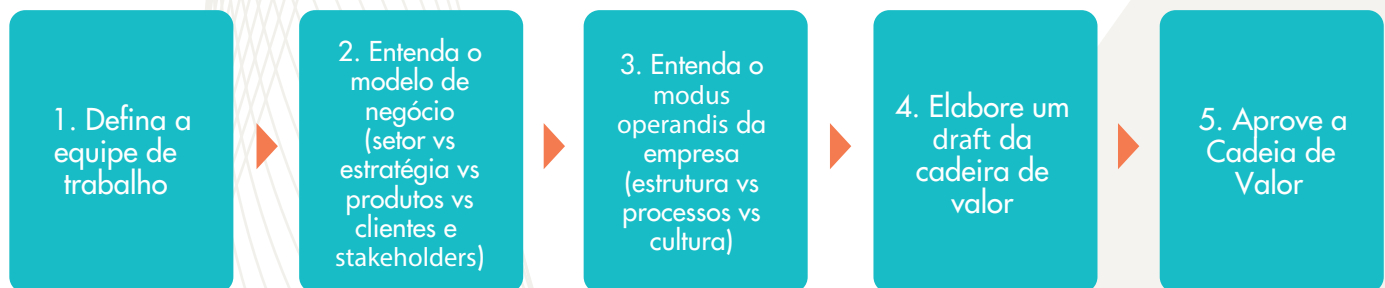 1. Defina a
equipe de
trabalho
2. Entenda o
modelo de
negócio
(setor vs
estratégia vs
produtos vs
clientes e
stakeholders)
3. Entenda o
modus
operandis da
empresa
(estrutura vs
processos vs
cultura)
4. Elabore um
draft da
cadeira de
valor
5. Aprove a
Cadeia de
Valor